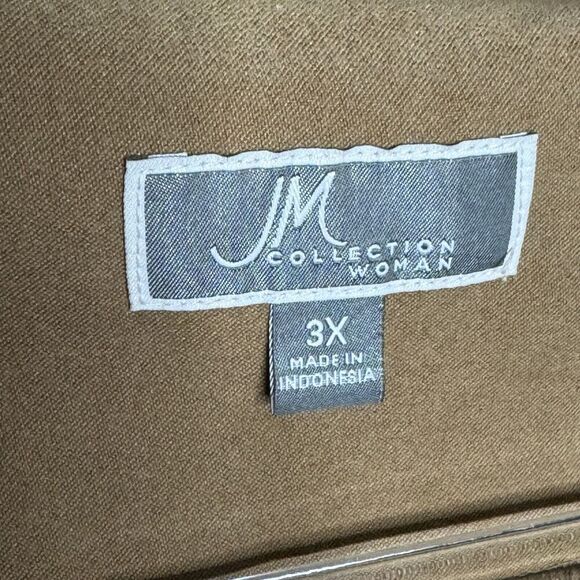 JM
COLLECTION
WOMAN
3X
MADE IN
INDONESIA